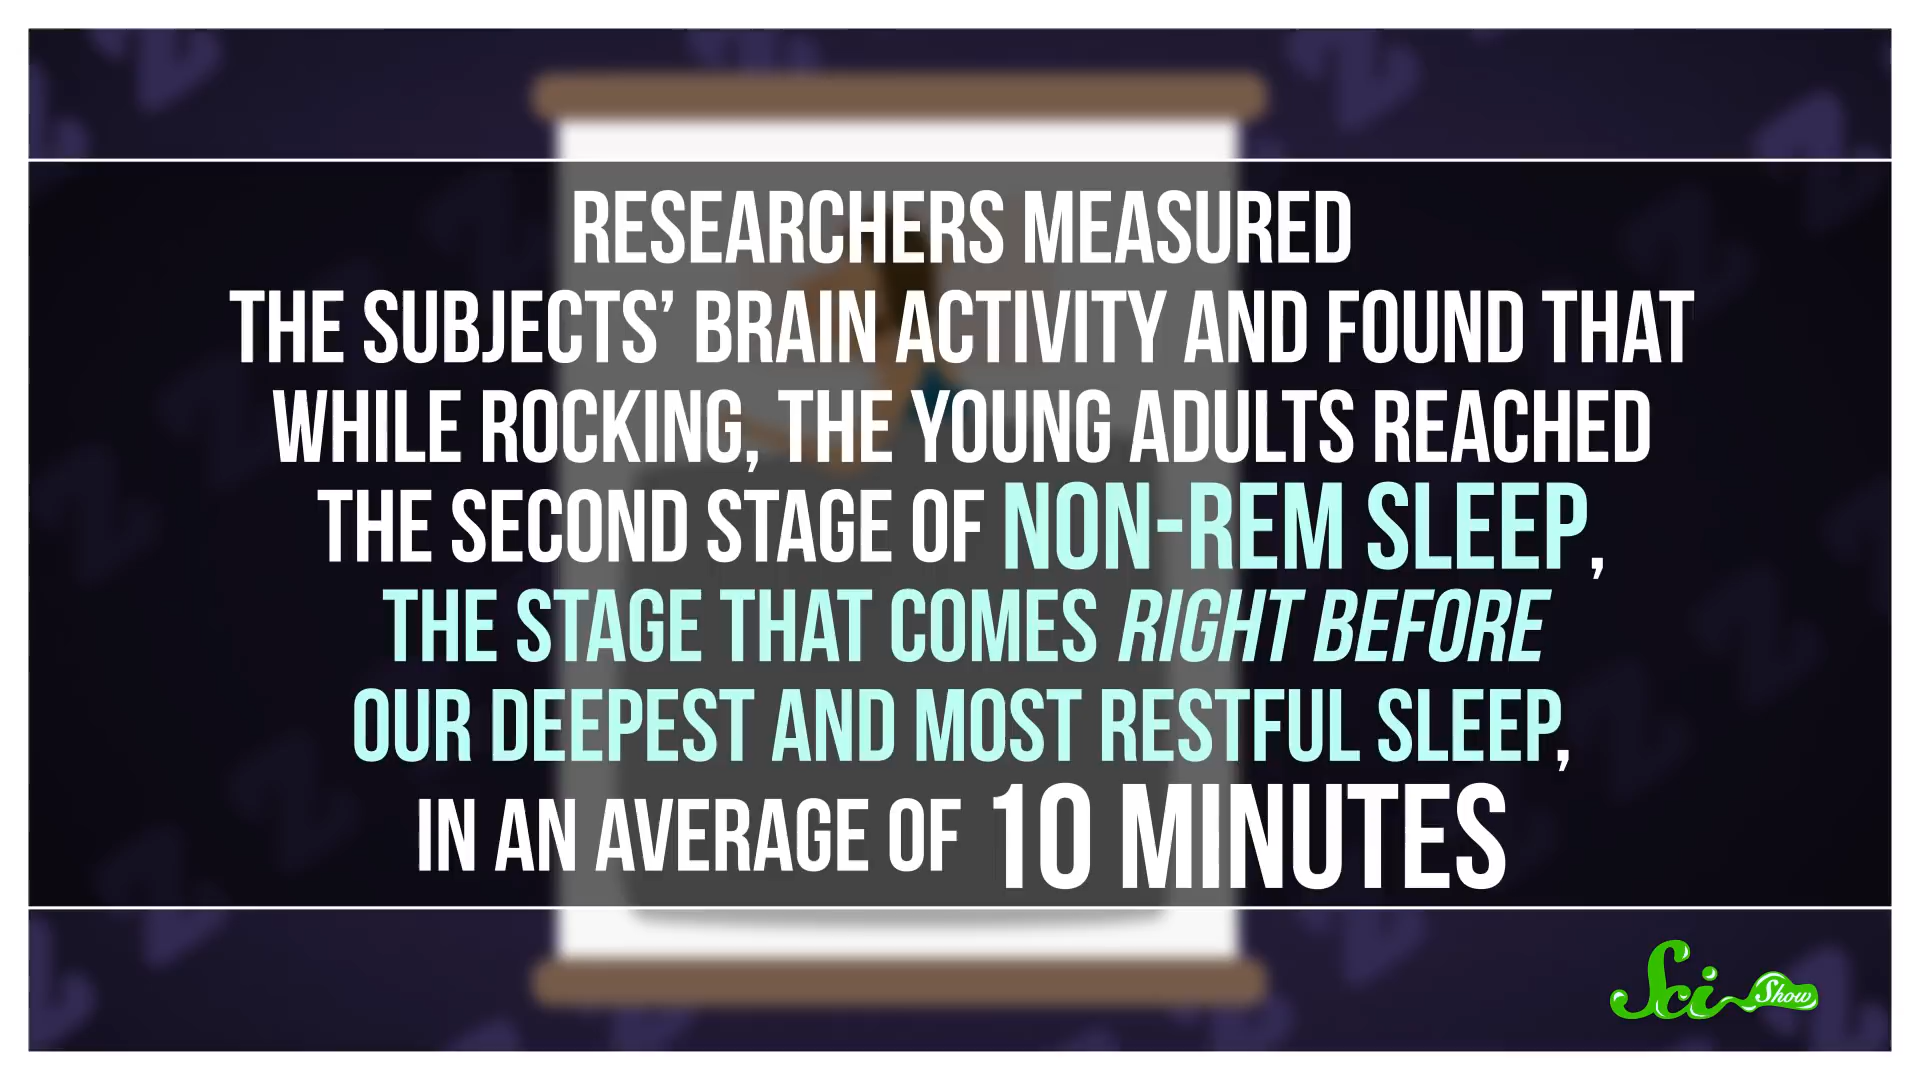 RESEARCHERS MEASURED
THE SUBJECTS’ BRAIN ACTIVITY AND FOUND THAT
WHILE ROCKING, THE YOUNG ADULTS REACHED
THE SECOND STAGE OF NON-REM SLEEP,
THE STAGE THAT COMES RIGHT BEFORE
OUR DEEPEST AND MOST RESTFUL SLEEP,
IN AN AVERAGE OF 10 MINUTES
Sci Show